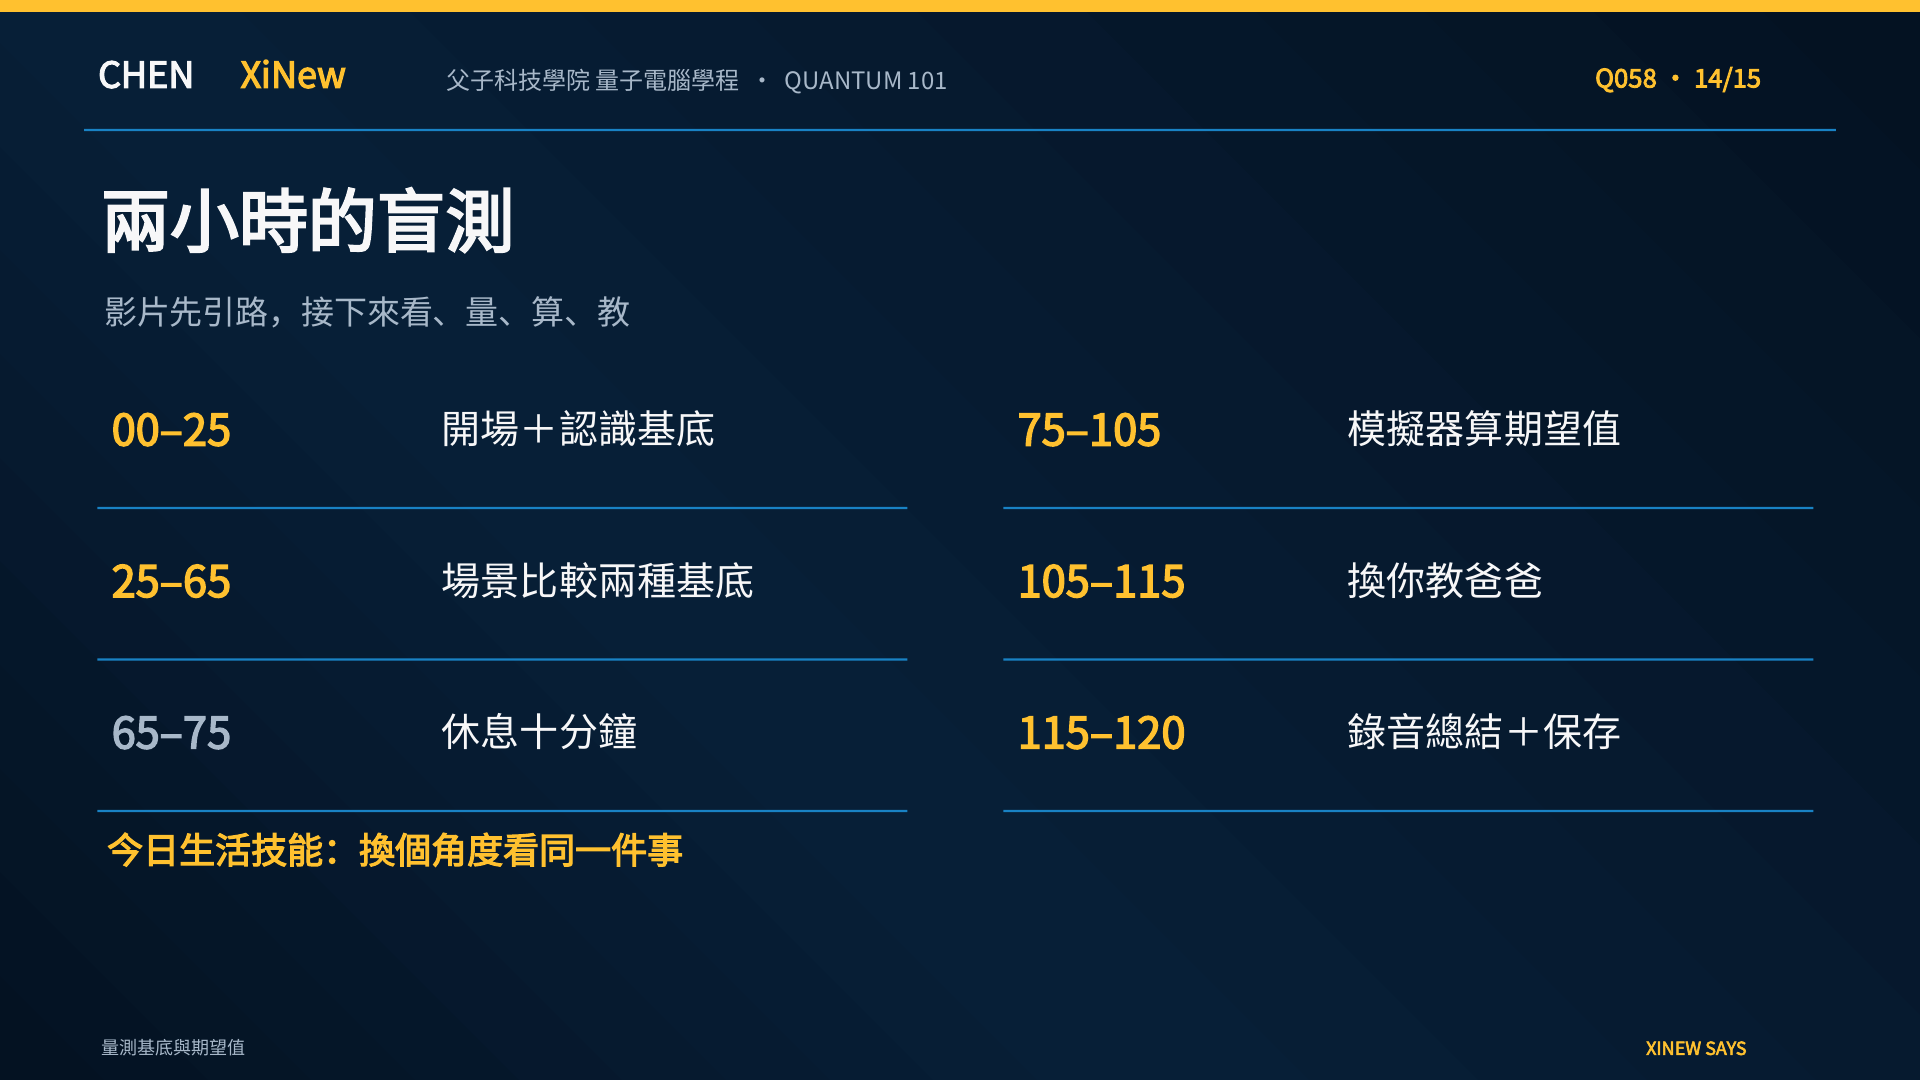 CHEN XiNew 父子科技學院 量子電腦學程 · QUANTUM 101 Q058 · 14/15
兩小時的盲測
影片先引路，接下來看、量、算、教
00–25 開場＋認識基底
25–65 場景比較兩種基底
65–75 休息十分鐘
75–105 模擬器算期望值
105–115 換你教爸爸
115–120 錄音總結＋保存
今日生活技能：換個角度看同一件事
量測基底與期望值 XINEW SAYS